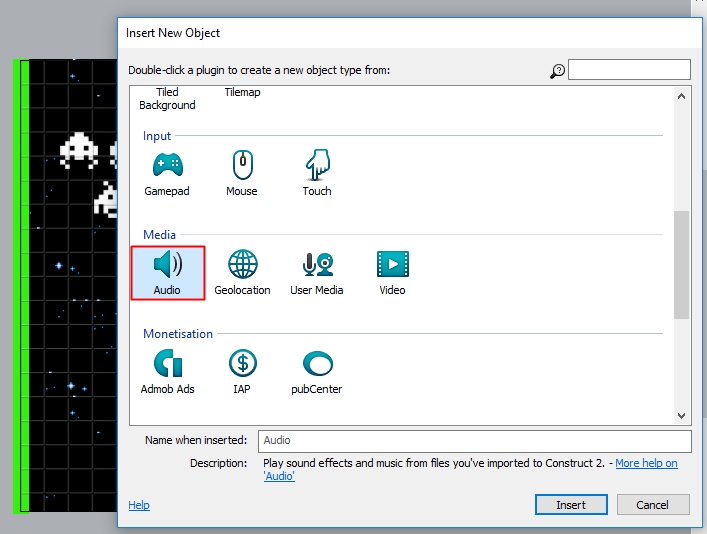 Insert New Object
Double-click a plugin to create a new object type from:
Tiled Background
Tilemap
Input
Gamepad
Mouse
Touch
Media
Audio
Geolocation
User Media
Video
Monetisation
Admob Ads
IAP
pubCenter
Name when inserted: Audio
Description: Play sound effects and music from files you've imported to Construct 2. - More help on
'Audio'
Help
Insert
Cancel